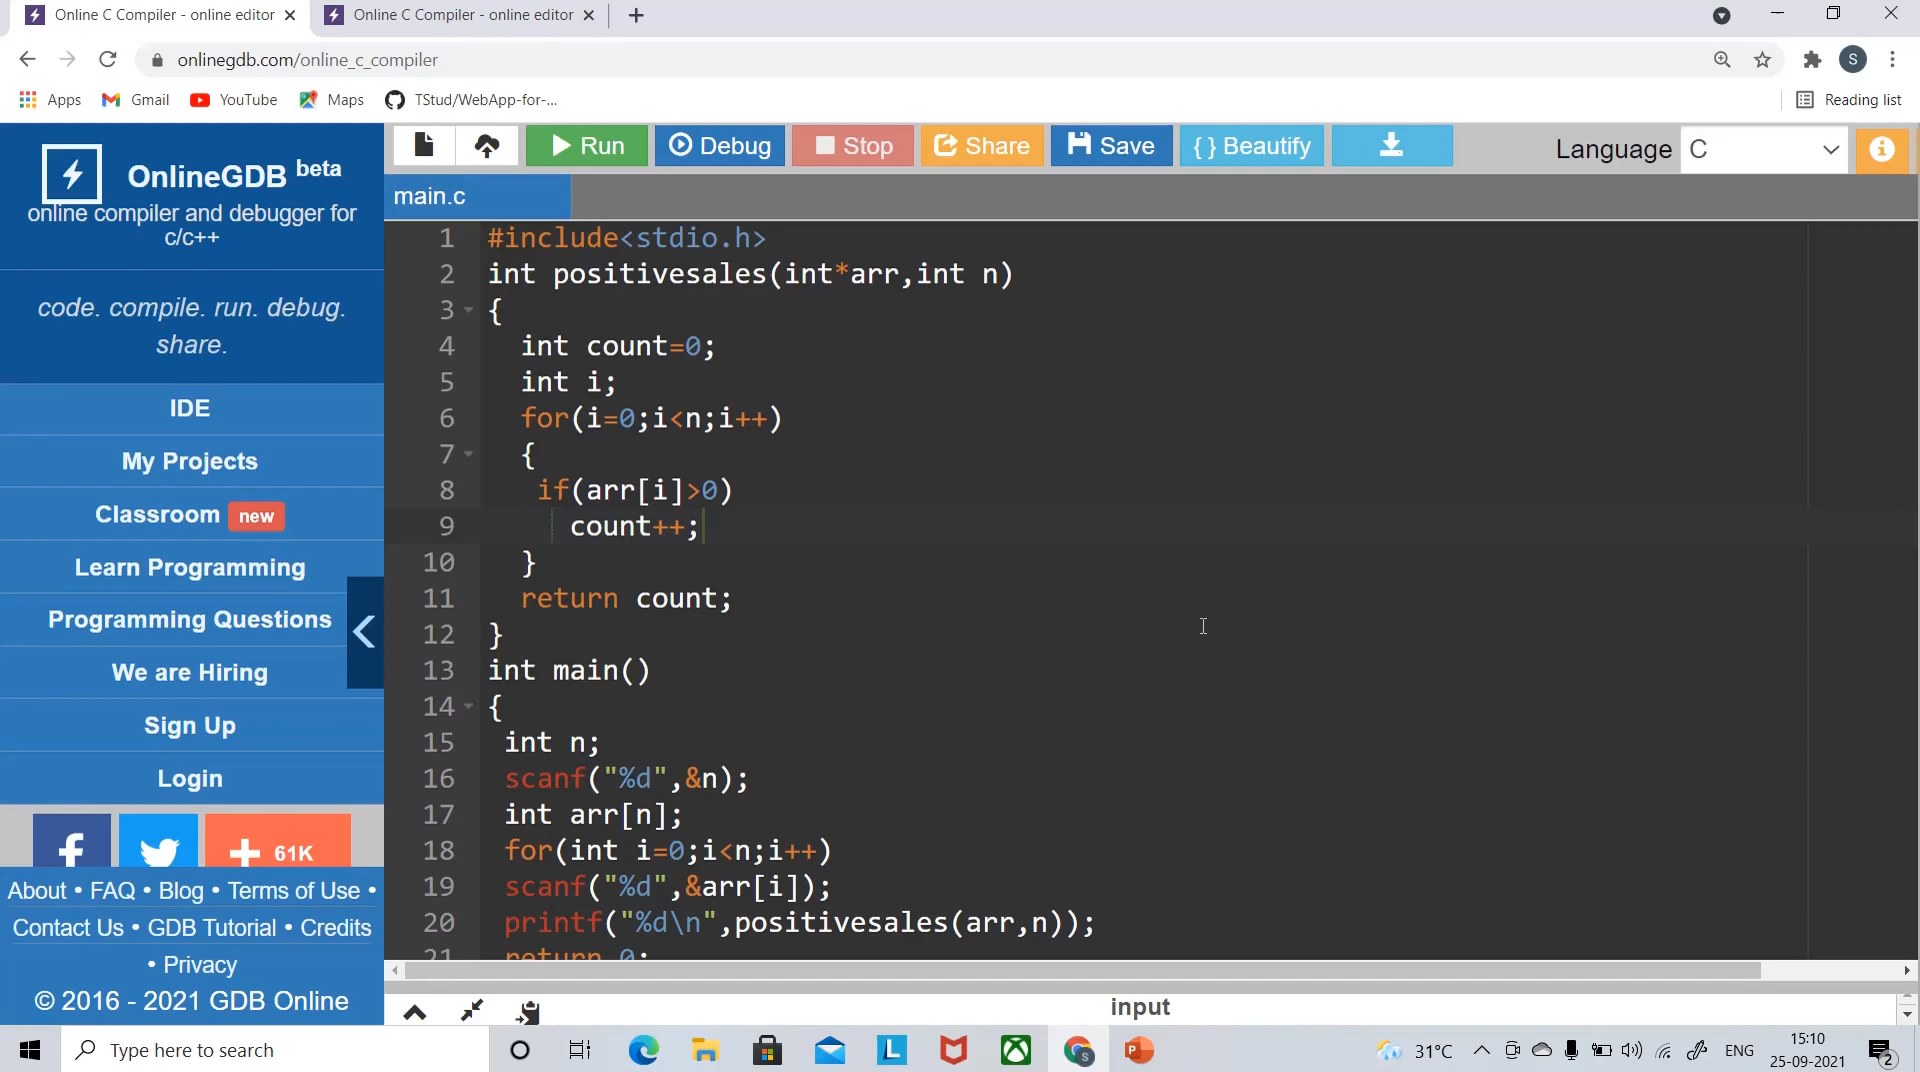 Online C Compiler - online editor
Online C Compiler - online editor
onlinegdb.com/online_c_compiler
S
Apps
Gmail
YouTube
Maps
TStud/WebApp-for-...
Reading list
OnlineGDB beta
online compiler and debugger for
c/c++
code. compile. run. debug.
share.
IDE
My Projects
Classroom new
Learn Programming
Programming Questions
We are Hiring
Sign Up
Login
61K
About • FAQ • Blog • Terms of Use •
Contact Us • GDB Tutorial • Credits
• Privacy
© 2016 - 2021 GDB Online
Run
Debug
Stop
Share
Save
{ } Beautify
Language
C
main.c
1 #include<stdio.h>
2 int positivesales(int*arr,int n)
3 {
4 int count=0;
5 int i;
6 for(i=0;i<n;i++)
7 {
8 if(arr[i]>0)
9 count++;
10 }
11 return count;
12 }
13 int main()
14 {
15 int n;
16 scanf("%d",&n);
17 int arr[n];
18 for(int i=0;i<n;i++)
19 scanf("%d",&arr[i]);
20 printf("%d\n",positivesales(arr,n));
21 return 0;
input
Type here to search
31°C
ENG
15:10
25-09-2021
2